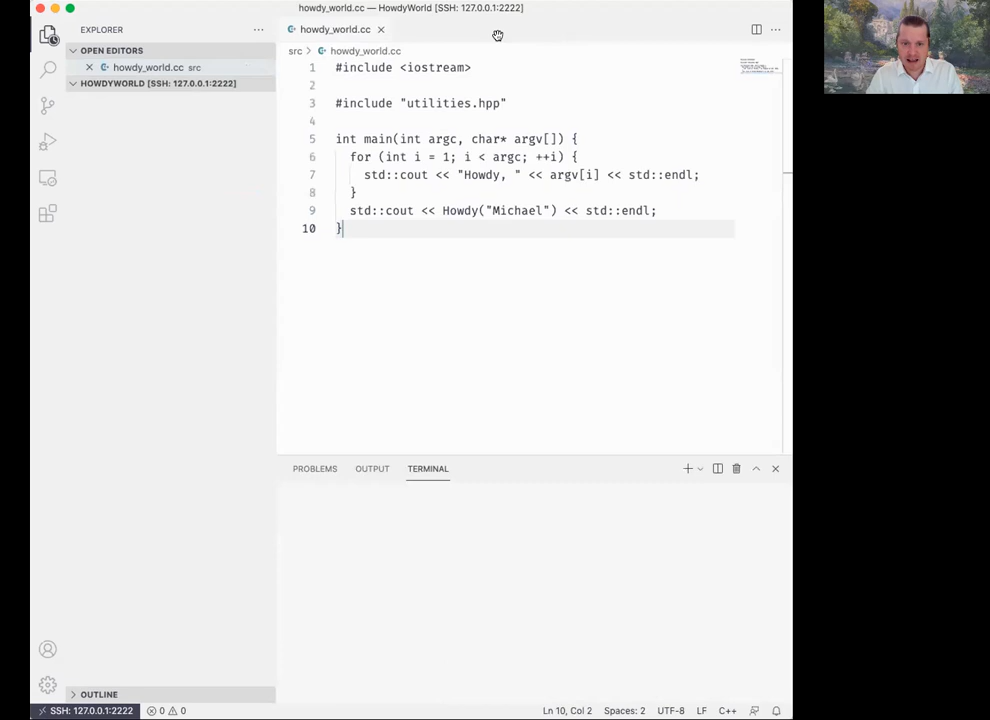 howdy_world.cc — HowdyWorld [SSH: 127.0.0.1:2222]
EXPLORER
OPEN EDITORS
howdy_world.cc src
HOWDYWORLD [SSH: 127.0.0.1:2222]
OUTLINE
howdy_world.cc
src > howdy_world.cc
1 #include <iostream>
2
3 #include "utilities.hpp"
4
5 int main(int argc, char* argv[]) {
6 for (int i = 1; i < argc; ++i) {
7 std::cout << "Howdy, " << argv[i] << std::endl;
8 }
9 std::cout << Howdy("Michael") << std::endl;
10 }
PROBLEMS OUTPUT TERMINAL
SSH: 127.0.0.1:2222 0 0 Ln 10, Col 2 Spaces: 2 UTF-8 LF C++